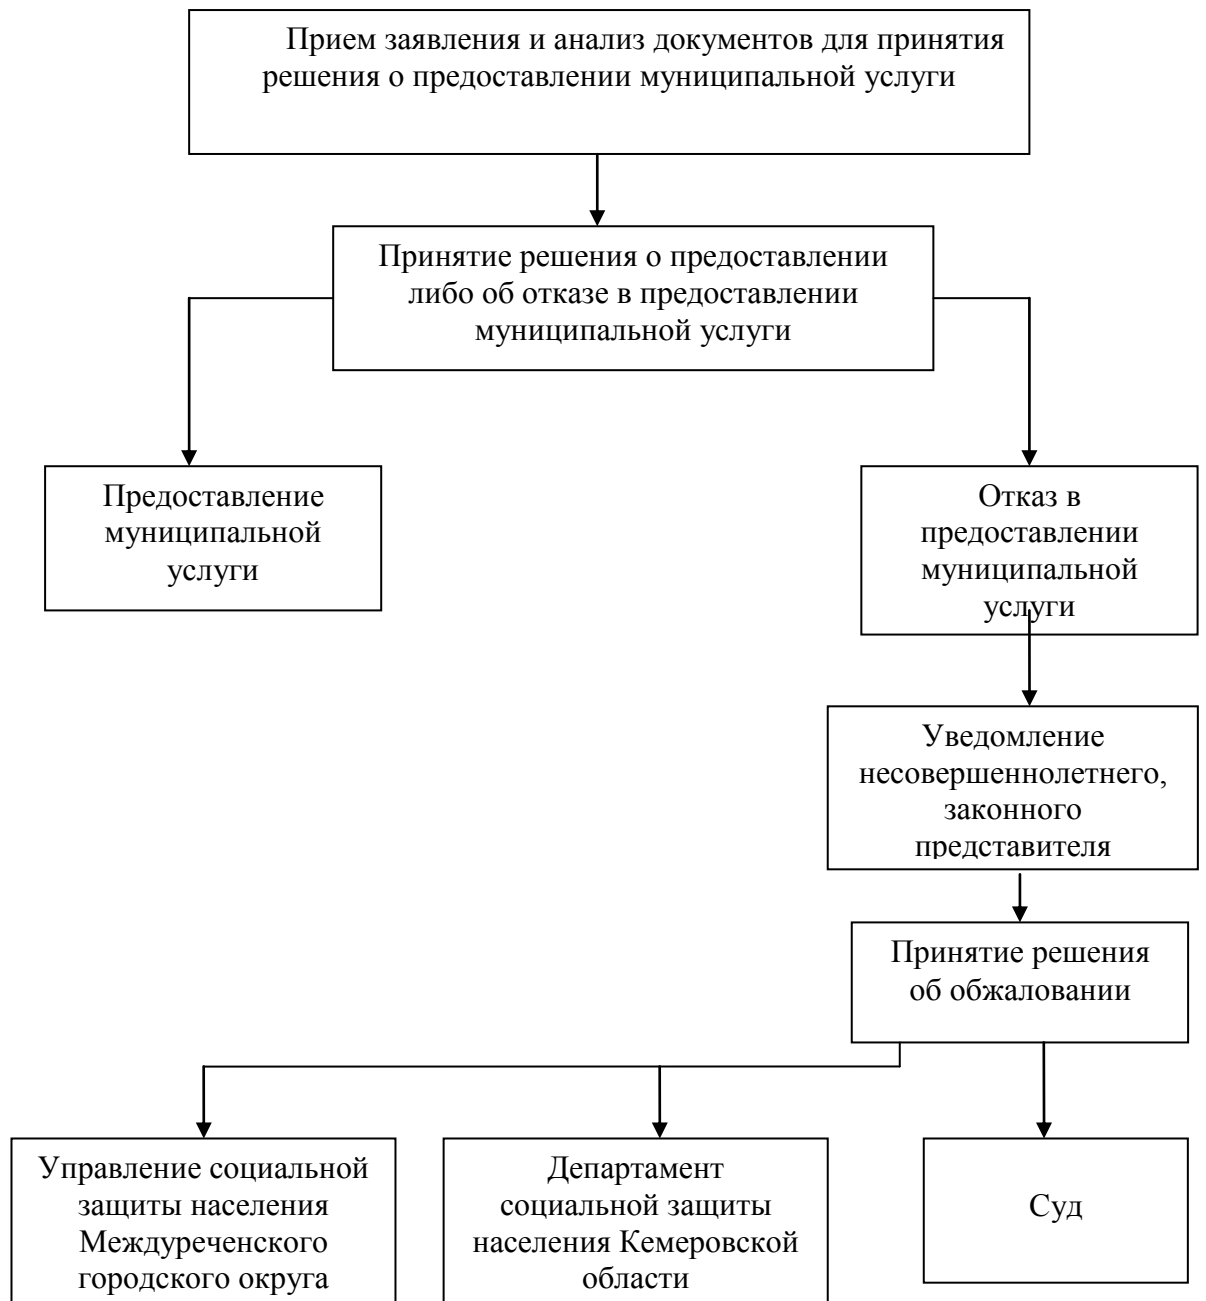 Прием заявления и анализ документов для принятия
решения о предоставлении муниципальной услуги
Принятие решения о предоставлении
либо об отказе в предоставлении
муниципальной услуги
Предоставление
муниципальной
услуги
Отказ в
предоставлении
муниципальной
услуги
Уведомление
несовершеннолетнего,
законного
представителя
Принятие решения
об обжаловании
Управление социальной
защиты населения
Междуреченского
городского округа
Департамент
социальной защиты
населения Кемеровской
области
Суд